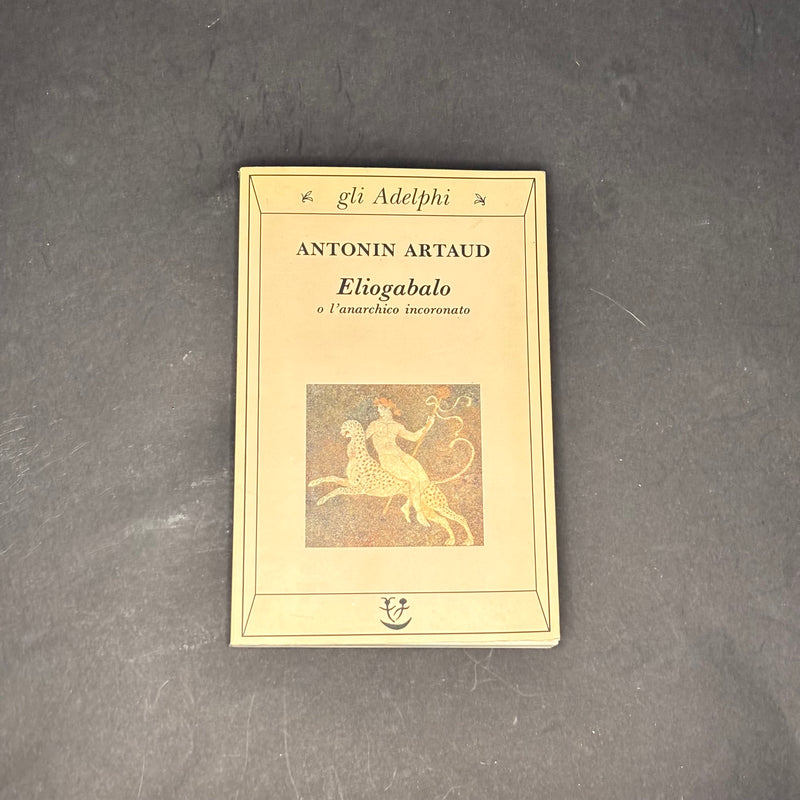 gli Adelphi
ANTONIN ARTAUD
Eliogabalo
o l'anarchico incoronato